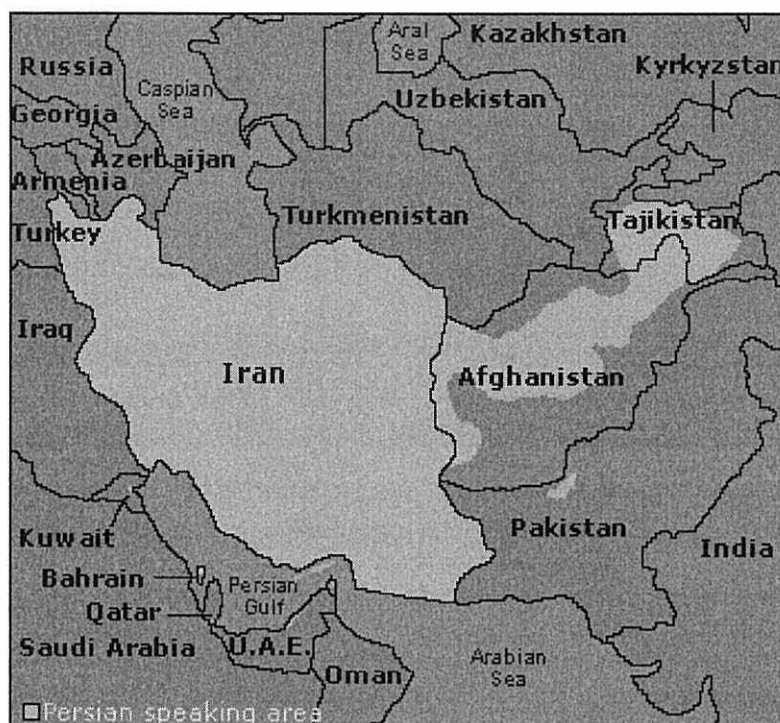 Aral
Sea
Kazakhstan
Russia
Kyrkyzstan
Caspian
Sea
Uzbekistan
Georgia
Azerbaijan
Armenia
Turkmenistan
Tajikistan
Turkey
Iraq
Iran
Afghanistan
Kuwait
Pakistan
India
Bahrain
Persian
Gulf
Qatar
Saudi Arabia
U.A.E.
Oman
Arabian
Sea
Persian speaking area